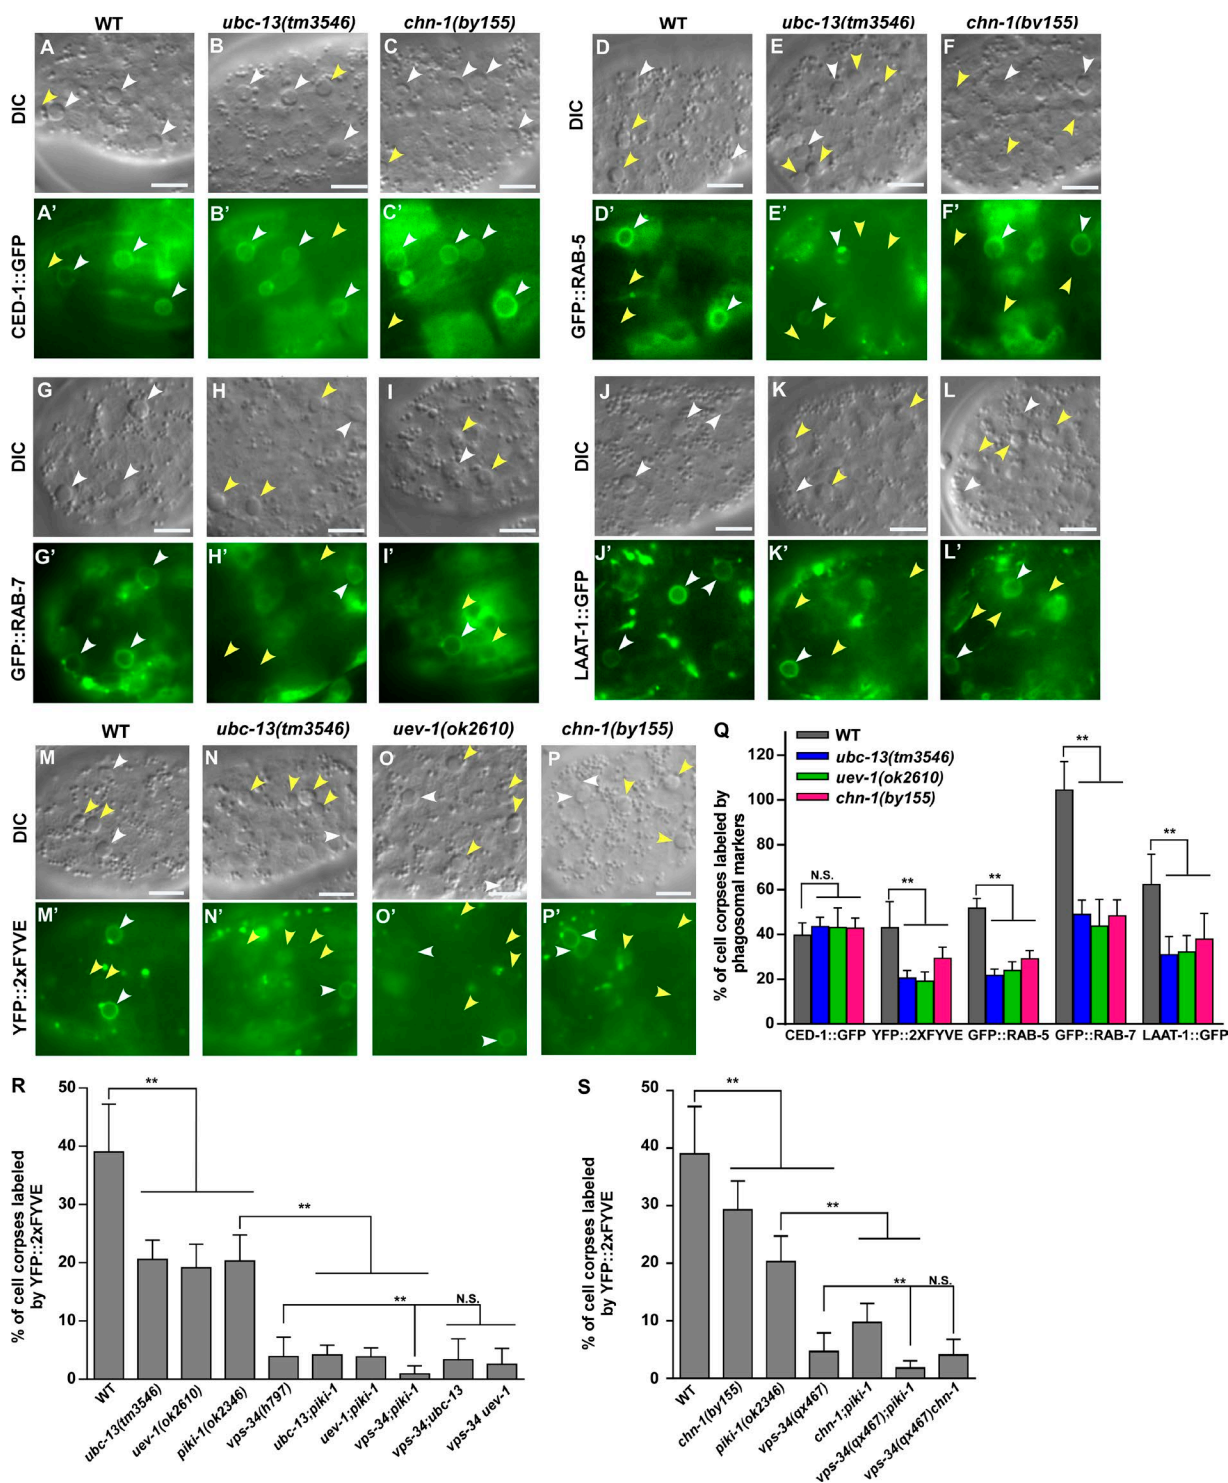 WT ubc-13(tm3546) chn-1(by155) WT ubc-13(tm3546) chn-1(bv155)
A B C D E F
DIC DIC
A' B' C' D' E' F'
CED-1::GFP GFP::RAB-5
G H I J K L
DIC DIC
G' H' I' J' K' L'
GFP::RAB-7 LAAT-1::GFP
WT ubc-13(tm3546) uev-1(ok2610) chn-1(by155)
M N O P
DIC
M' N' O' P'
YFP::2xFYVE
Q
WT
ubc-13(tm3546)
uev-1(ok2610)
chn-1(by155)
% of cell corpses labeled by
phagosomal markers
120
100
80
60
40
20
0
N.S. ** ** ** **
CED-1::GFP YFP::2XFYVE GFP::RAB-5 GFP::RAB-7 LAAT-1::GFP
R
% of cell corpses labeled
by YFP::2xFYVE
50
40
30
20
10
0
**
**
** N.S.
WT ubc-13(tm3546) uev-1(ok2610) piki-1(ok2346) vps-34(h797) ubc-13;piki-1 uev-1;piki-1 vps-34;piki-1 vps-34;ubc-13 vps-34 uev-1
S
% of cell corpses labeled
by YFP::2xFYVE
50
40
30
20
10
0
**
**
** N.S.
WT chn-1(by155) piki-1(ok2346) vps-34(qx467) chn-1;piki-1 vps-34(qx467);piki-1 vps-34(qx467)chn-1